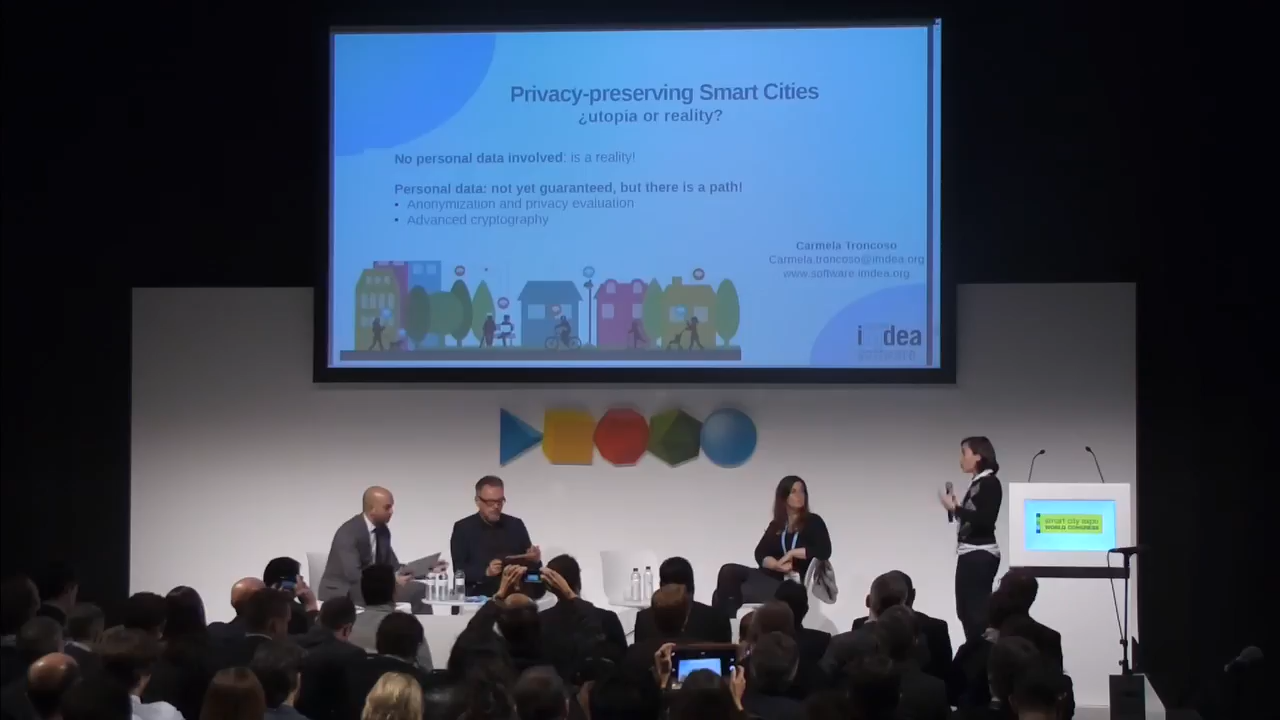 Privacy-preserving Smart Cities
¿utopia or reality?
No personal data involved: is a reality!
Personal data: not yet guaranteed, but there is a path!
• Anonymization and privacy evaluation
• Advanced cryptography
Carmela Troncoso
Carmela.troncoso@imdea.org
www.software.imdea.org
dea
software
smart city expo
WORLD CONGRESS